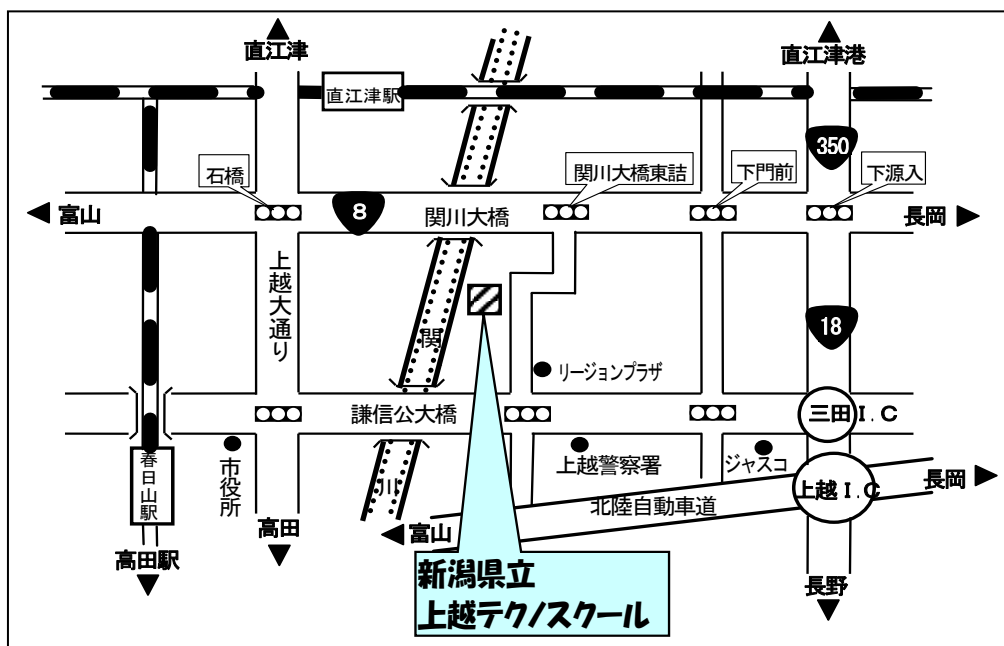 直江津
直江津港
直江津駅
350
石橋
関川大橋東詰
下門前
下源入
富山
8
関川大橋
長岡
上越大通り
関
18
リージョンプラザ
謙信公大橋
三田I.C
春日山駅
市役所
川
上越警察署
ジャスコ
上越I.C
長岡
北陸自動車道
高田
富山
高田駅
長野
新潟県立
上越テクノスクール